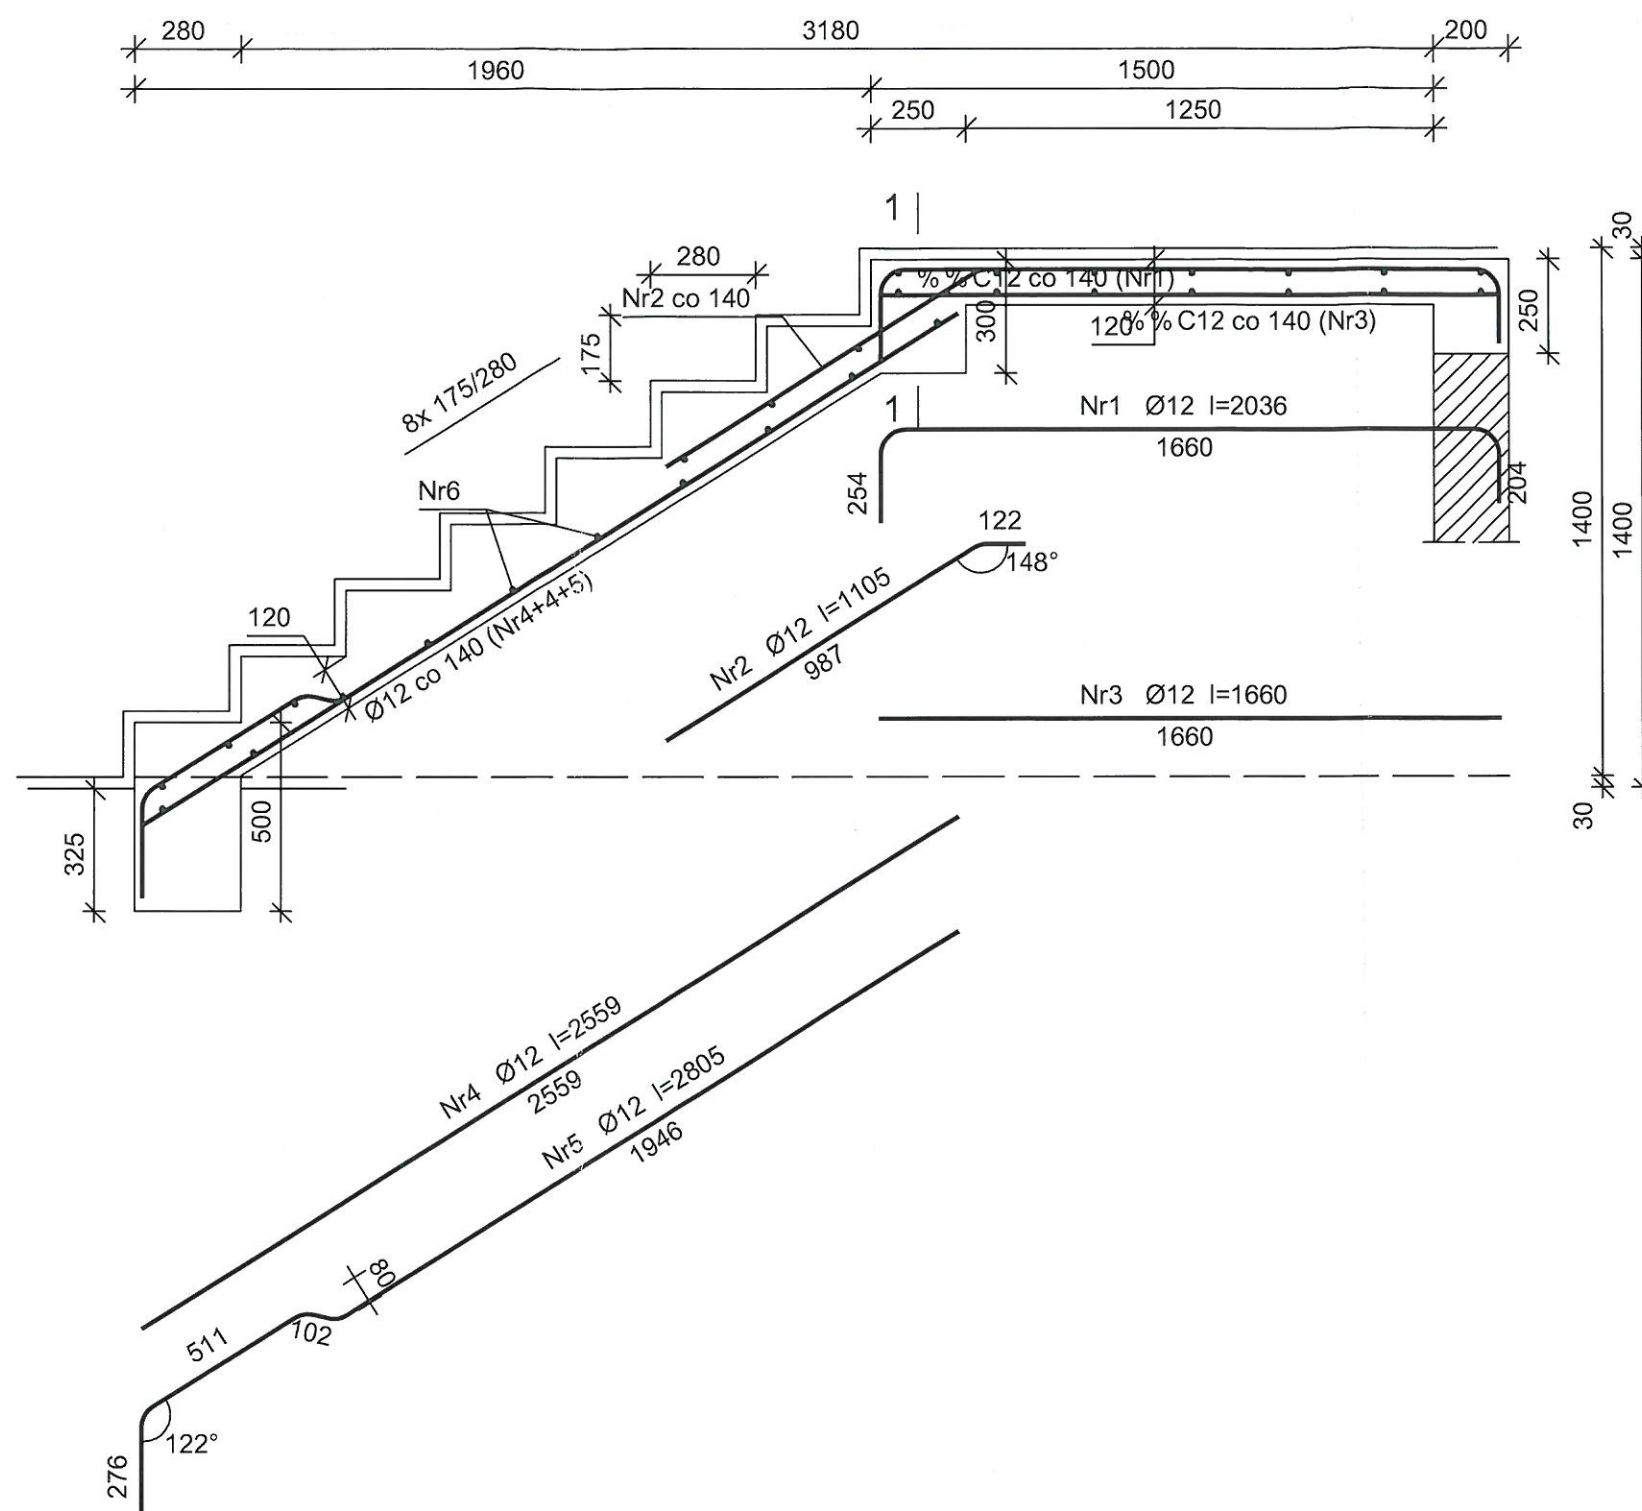 280 3180 200
1960 1500
250 1250
1 30
280
Nr2 co 140
% % C12 co 140 (Nr1)
175 300 250
120 % % C12 co 140 (Nr3)
8x 175/280
1 Nr1 Ø12 l=2036
1660
254 204
Nr6
122
148°
1400 1400
Nr2 Ø12 l=1105
987
120
Ø12 co 140 (Nr4+4+5)
Nr3 Ø12 l=1660
1660
325 500 30
Nr4 Ø12 l=2559
2559
Nr5 Ø12 l=2805
1946
80
102
511
122°
276